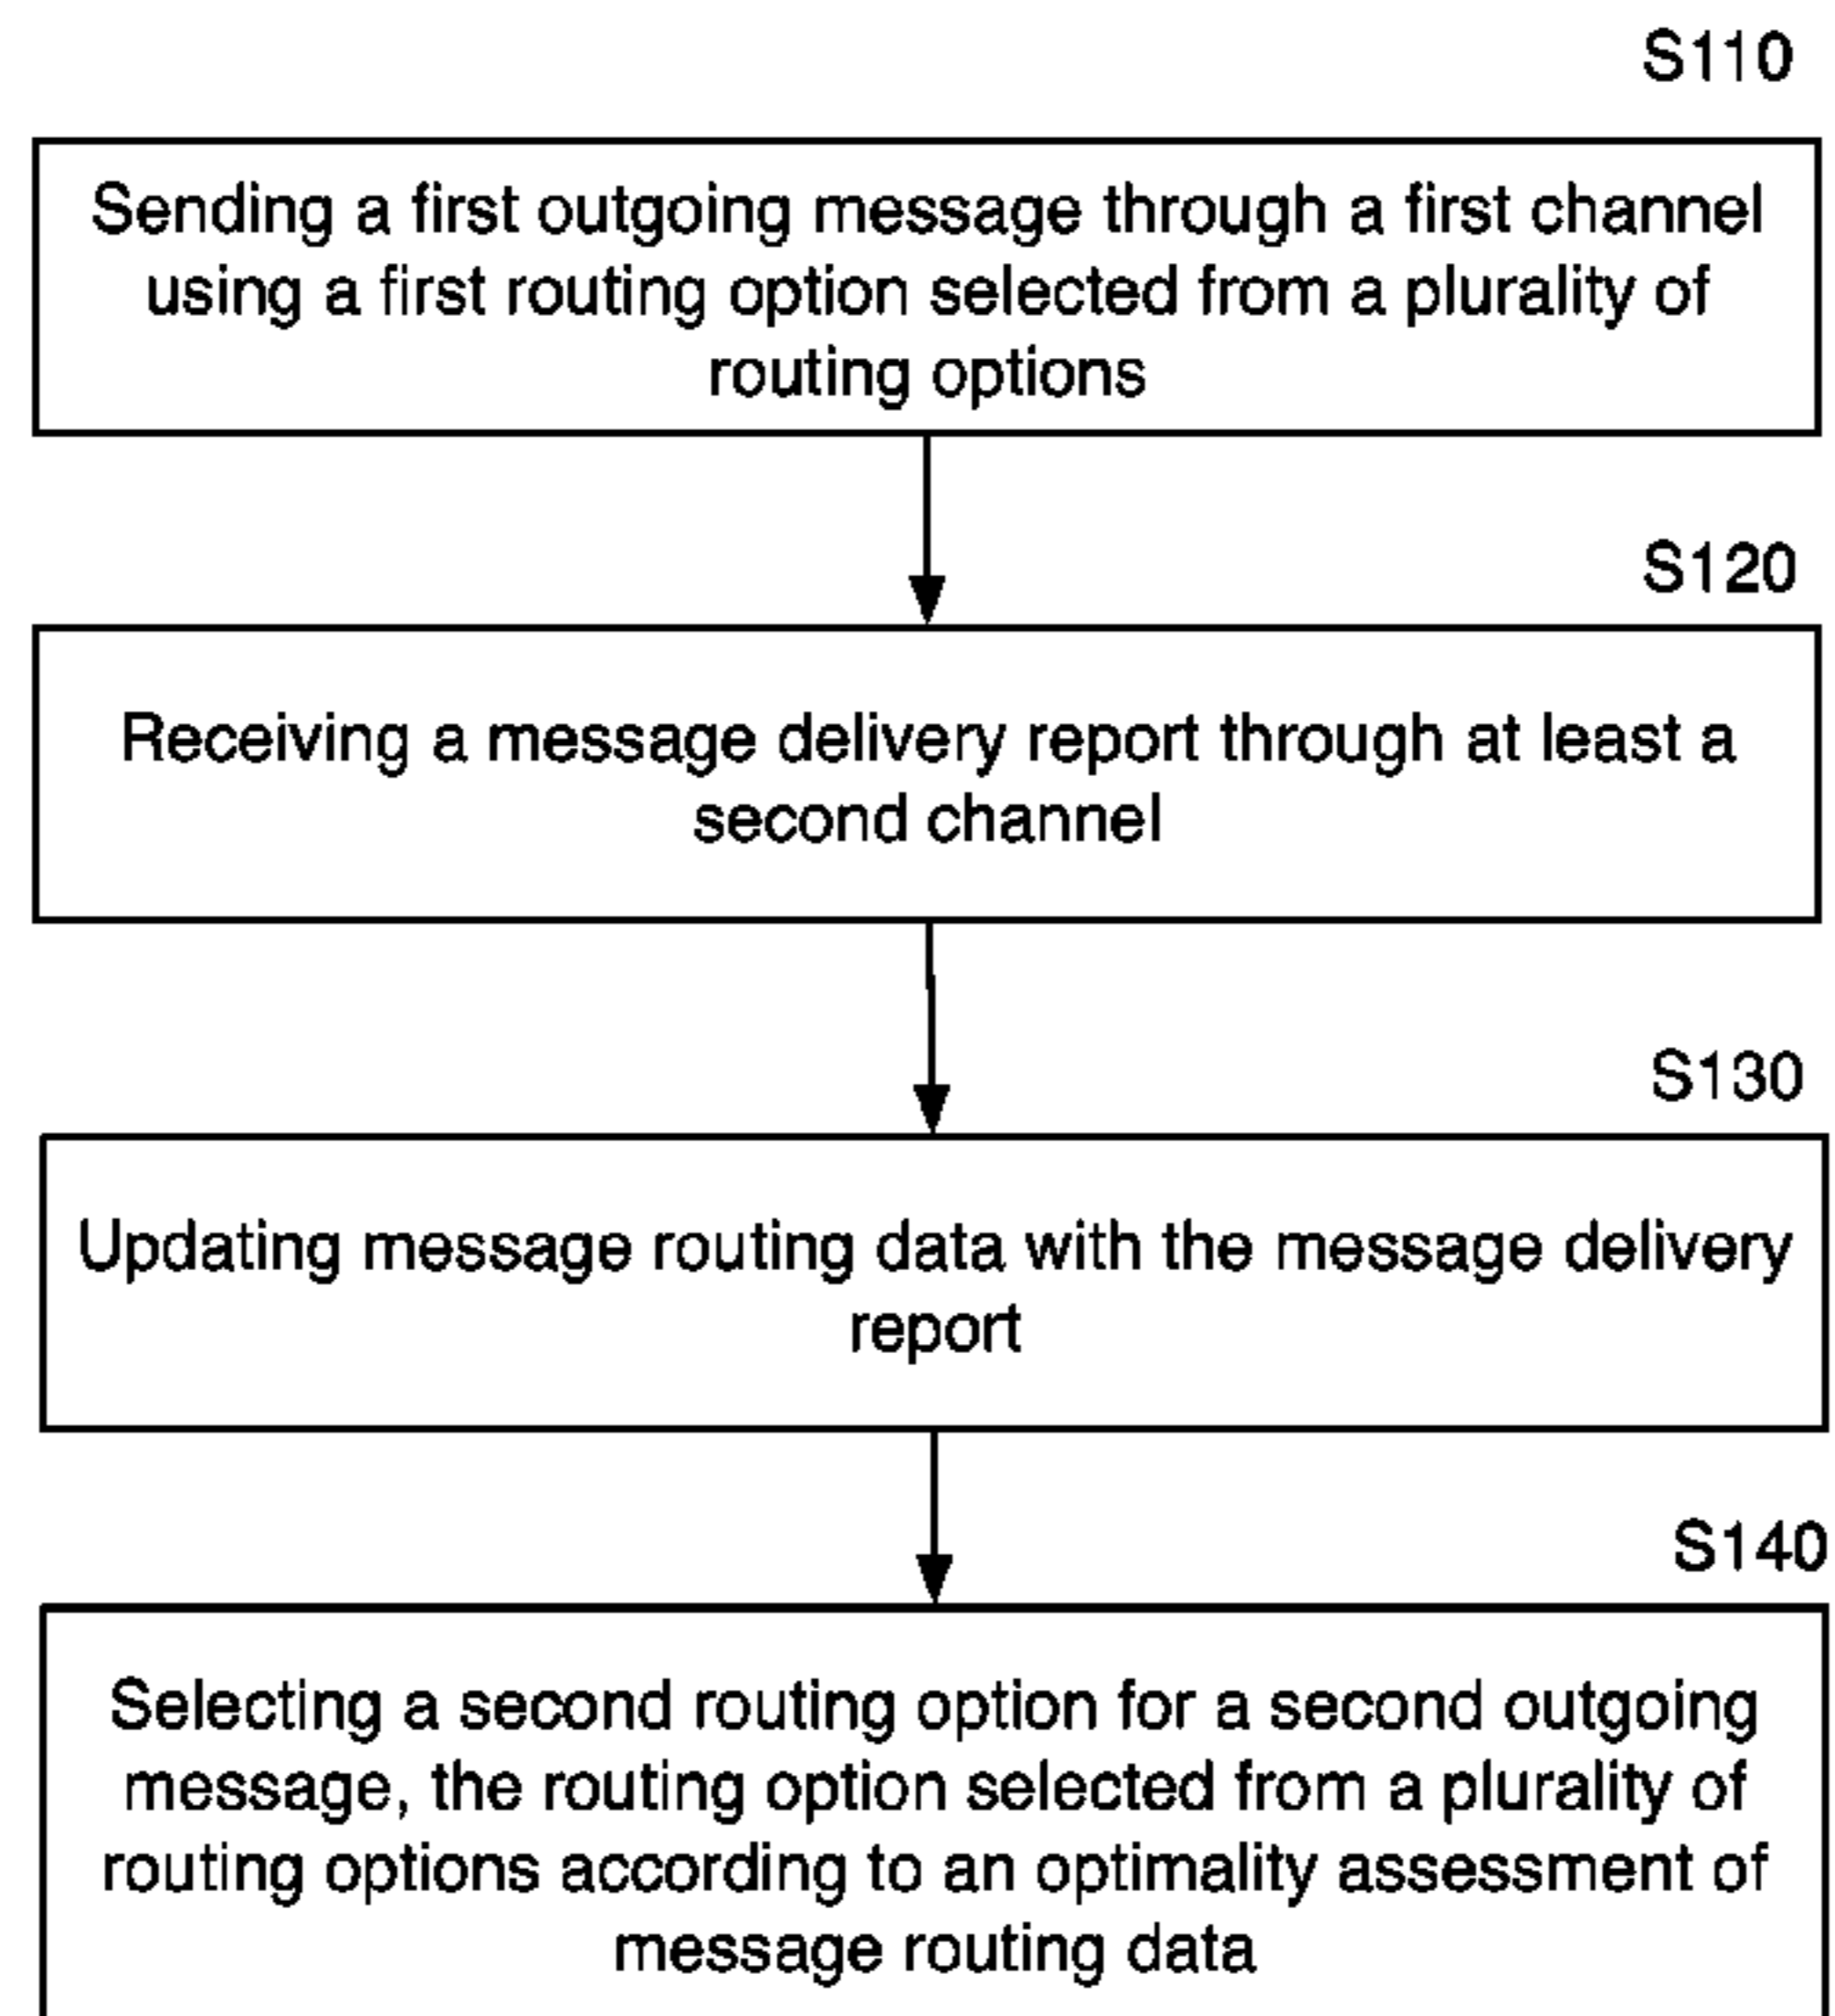 S110
Sending a first outgoing message through a first channel
using a first routing option selected from a plurality of
routing options
S120
Receiving a message delivery report through at least a
second channel
S130
Updating message routing data with the message delivery
report
S140
Selecting a second routing option for a second outgoing
message, the routing option selected from a plurality of
routing options according to an optimality assessment of
message routing data